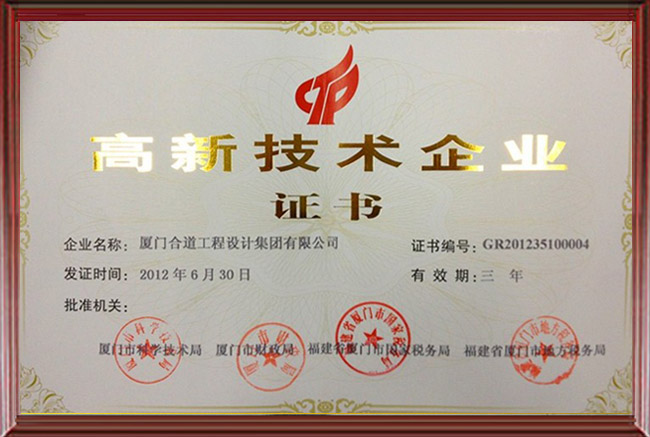 高新技术企业
证书
企业名称：厦门合道工程设计集团有限公司 证书编号：GR201235100004
发证时间：2012年6月30日 有效期：三 年
批准机关：
厦门市科学技术局 厦门市财政局 福建省厦门市国家税务局 福建省厦门市地方税务局